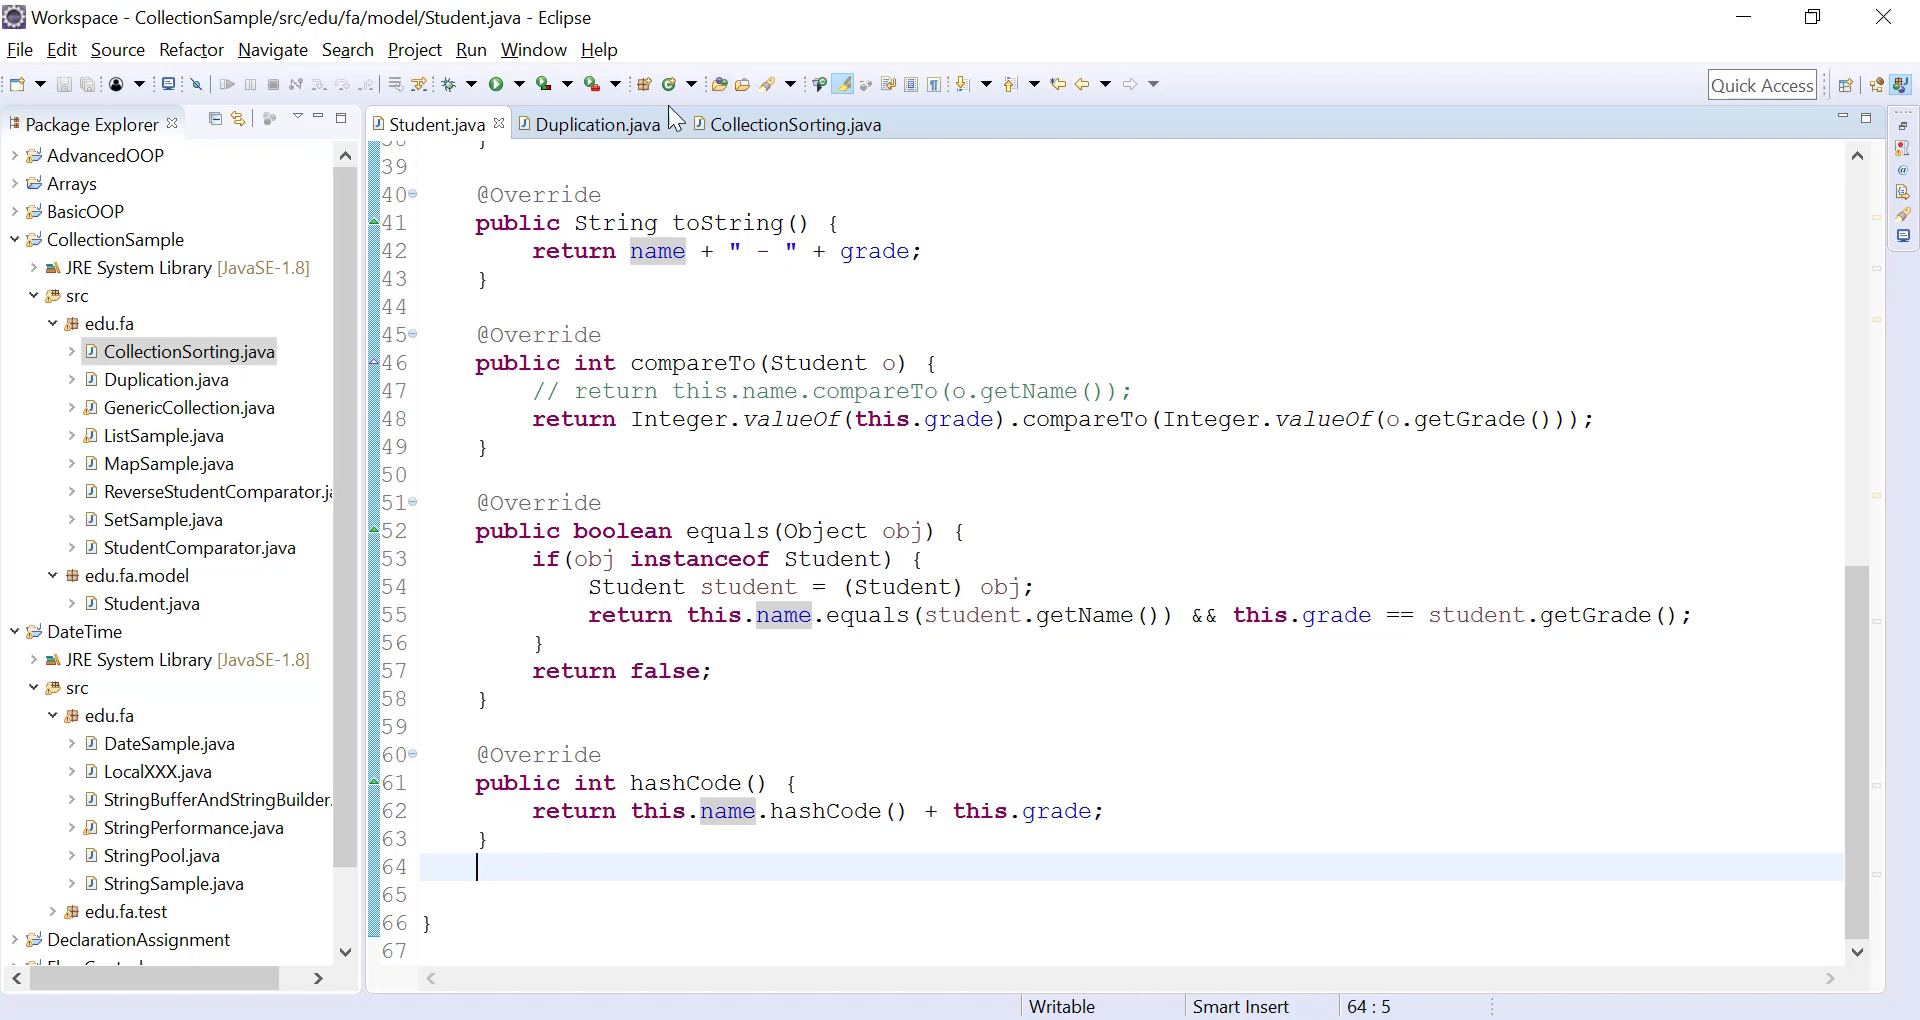 Workspace - CollectionSample/src/edu/fa/model/Student.java - Eclipse
File Edit Source Refactor Navigate Search Project Run Window Help
Quick Access
Package Explorer
AdvancedOOP
Arrays
BasicOOP
CollectionSample
JRE System Library [JavaSE-1.8]
src
edu.fa
CollectionSorting.java
Duplication.java
GenericCollection.java
ListSample.java
MapSample.java
ReverseStudentComparator.ja
SetSample.java
StudentComparator.java
edu.fa.model
Student.java
DateTime
JRE System Library [JavaSE-1.8]
src
edu.fa
DateSample.java
LocalXXX.java
StringBufferAndStringBuilder.
StringPerformance.java
StringPool.java
StringSample.java
edu.fa.test
DeclarationAssignment
Student.java Duplication.java CollectionSorting.java
39
40 @Override
41 public String toString() {
42 return name + " - " + grade;
43 }
44
45 @Override
46 public int compareTo(Student o) {
47 // return this.name.compareTo(o.getName());
48 return Integer.valueOf(this.grade).compareTo(Integer.valueOf(o.getGrade()));
49 }
50
51 @Override
52 public boolean equals(Object obj) {
53 if(obj instanceof Student) {
54 Student student = (Student) obj;
55 return this.name.equals(student.getName()) && this.grade == student.getGrade();
56 }
57 return false;
58 }
59
60 @Override
61 public int hashCode() {
62 return this.name.hashCode() + this.grade;
63 }
64
65
66 }
67
Writable Smart Insert 64 : 5